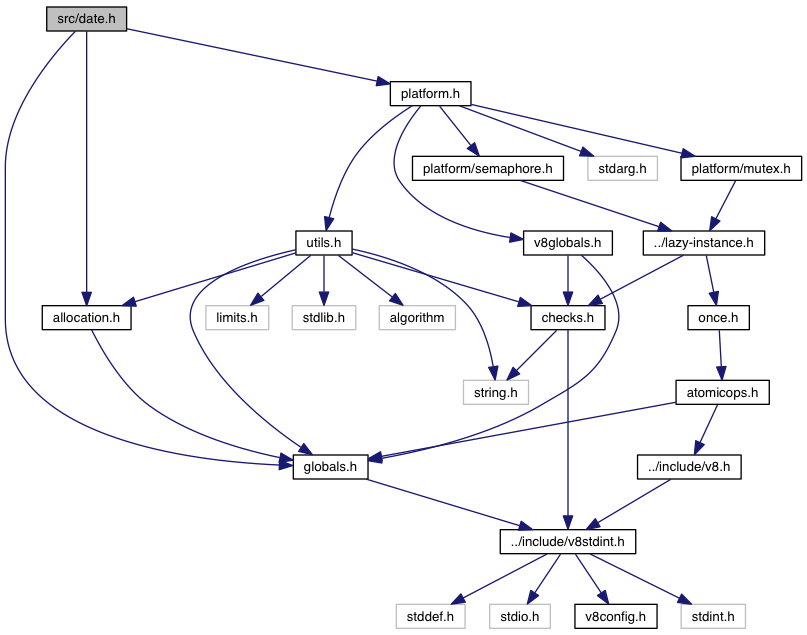 src/date.h
platform.h
platform/semaphore.h
stdarg.h
platform/mutex.h
utils.h
v8globals.h
../lazy-instance.h
allocation.h
limits.h
stdlib.h
algorithm
checks.h
once.h
string.h
atomicops.h
globals.h
../include/v8.h
../include/v8stdint.h
stddef.h
stdio.h
v8config.h
stdint.h